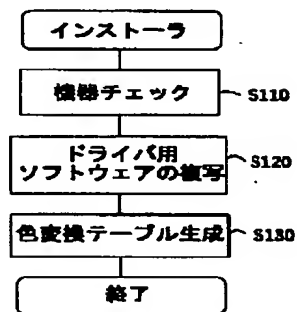 インストーラ
機器チェック
S110
ドライバ用
ソフトウェアの複写
S120
色変換テーブル生成
S130
終了